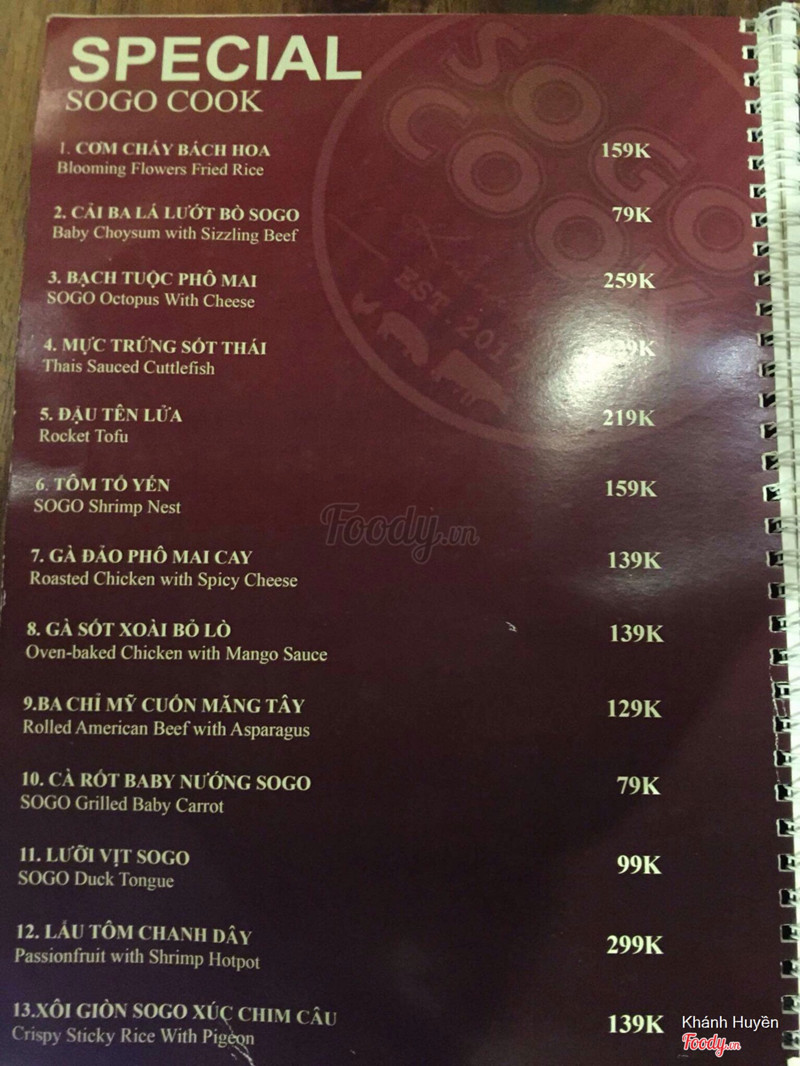 SPECIAL
SOGO COOK
SOGO
COOK
EST. 2017
1. CƠM CHÁY BÁCH HOA 159K
Blooming Flowers Fried Rice
2. CẢI BA LÁ LƯỚT BÒ SOGO 79K
Baby Choysum with Sizzling Beef
3. BẠCH TUỘC PHÔ MAI 259K
SOGO Octopus With Cheese
4. MỰC TRỨNG SỐT THÁI
Thais Sauced Cuttlefish
5. ĐẬU TÊN LỬA 219K
Rocket Tofu
6. TÔM TỔ YẾN 159K
SOGO Shrimp Nest
Foody.vn
7. GÀ ĐẢO PHÔ MAI CAY 139K
Roasted Chicken with Spicy Cheese
8. GÀ SỐT XOÀI BỎ LÒ 139K
Oven-baked Chicken with Mango Sauce
9.BA CHỈ MỸ CUỐN MĂNG TÂY 129K
Rolled American Beef with Asparagus
10. CÀ RỐT BABY NƯỚNG SOGO 79K
SOGO Grilled Baby Carrot
11. LƯỠI VỊT SOGO 99K
SOGO Duck Tongue
12. LẨU TÔM CHANH DÂY 299K
Passionfruit with Shrimp Hotpot
13.XÔI GIÒN SOGO XÚC CHIM CÂU 139K
Crispy Sticky Rice With Pigeon
Khánh Huyền
Foody.vn